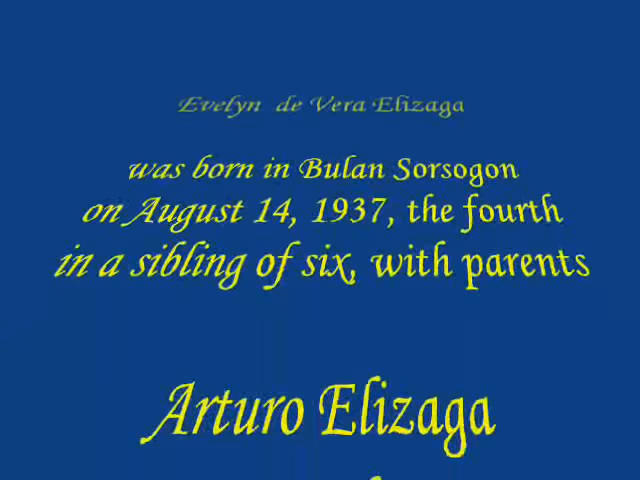 Evelyn de Vera Elizaga
was born in Bulan Sorsogon
on August 14, 1937, the fourth
in a sibling of six, with parents
Arturo Elizaga